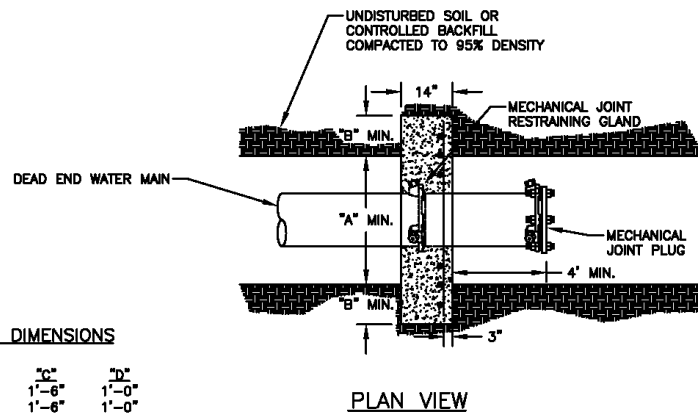 UNDISTURBED SOIL OR
CONTROLLED BACKFILL
COMPACTED TO 95% DENSITY
14"
MECHANICAL JOINT
RESTRAINING GLAND
"B" MIN.
DEAD END WATER MAIN
"A" MIN.
MECHANICAL
JOINT PLUG
4' MIN.
"B" MIN.
3"
DIMENSIONS
"C" "D"
1'-6" 1'-0"
1'-6" 1'-0"
PLAN VIEW